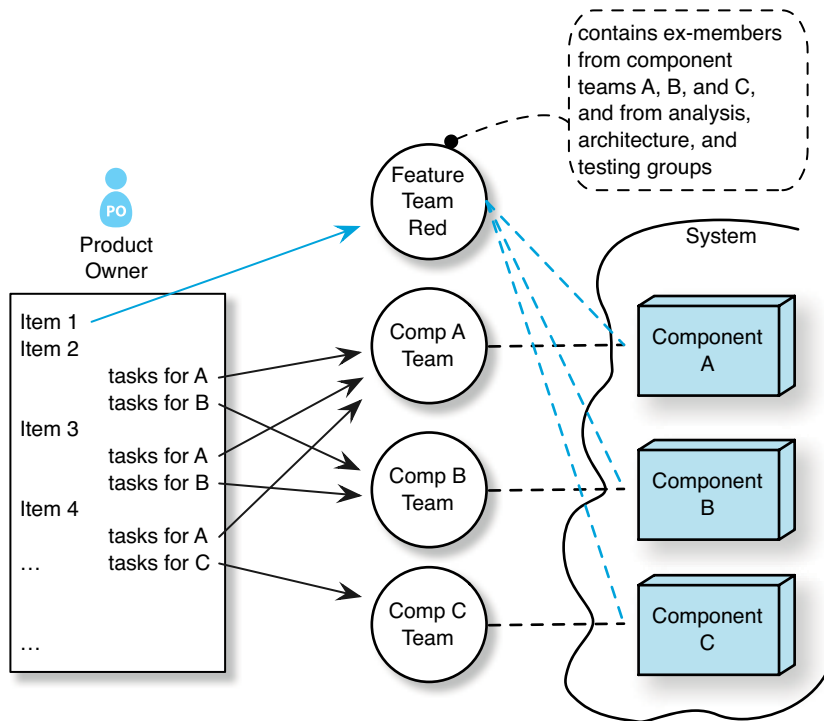 contains ex-members
from component
teams A, B, and C,
and from analysis,
architecture, and
testing groups
Feature
Team
Red
PO
Product
Owner
System
Item 1
Item 2
tasks for A
tasks for B
Item 3
tasks for A
tasks for B
Item 4
tasks for A
... tasks for C
...
Comp A
Team
Comp B
Team
Comp C
Team
Component
A
Component
B
Component
C